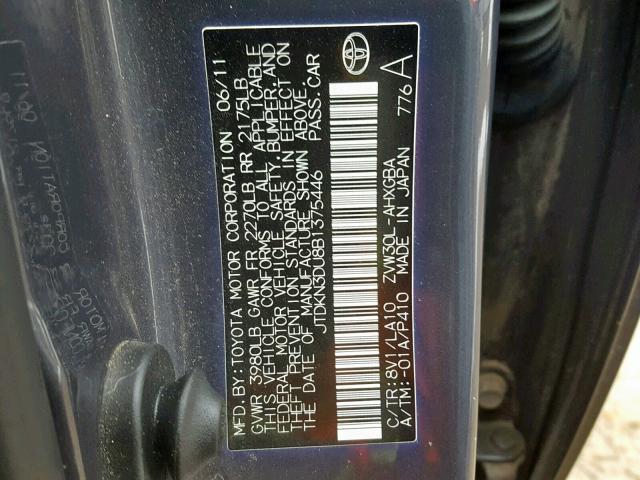 MFD. BY: TOYOTA MOTOR CORPORATION 06/11
GVWR 3980LB GAWR FR 2270LB RR 2175LB
THIS VEHICLE CONFORMS TO ALL APPLICABLE
FEDERAL MOTOR VEHICLE SAFETY, BUMPER, AND
THEFT PREVENTION STANDARDS IN EFFECT ON
THE DATE OF MANUFACTURE SHOWN ABOVE.
JTDKN3DU8B1375446 PASS. CAR
C/TR: 8V1/LA10 ZVW30L-AHXGBA
A/TM: -01A/P410 MADE IN JAPAN 776 A